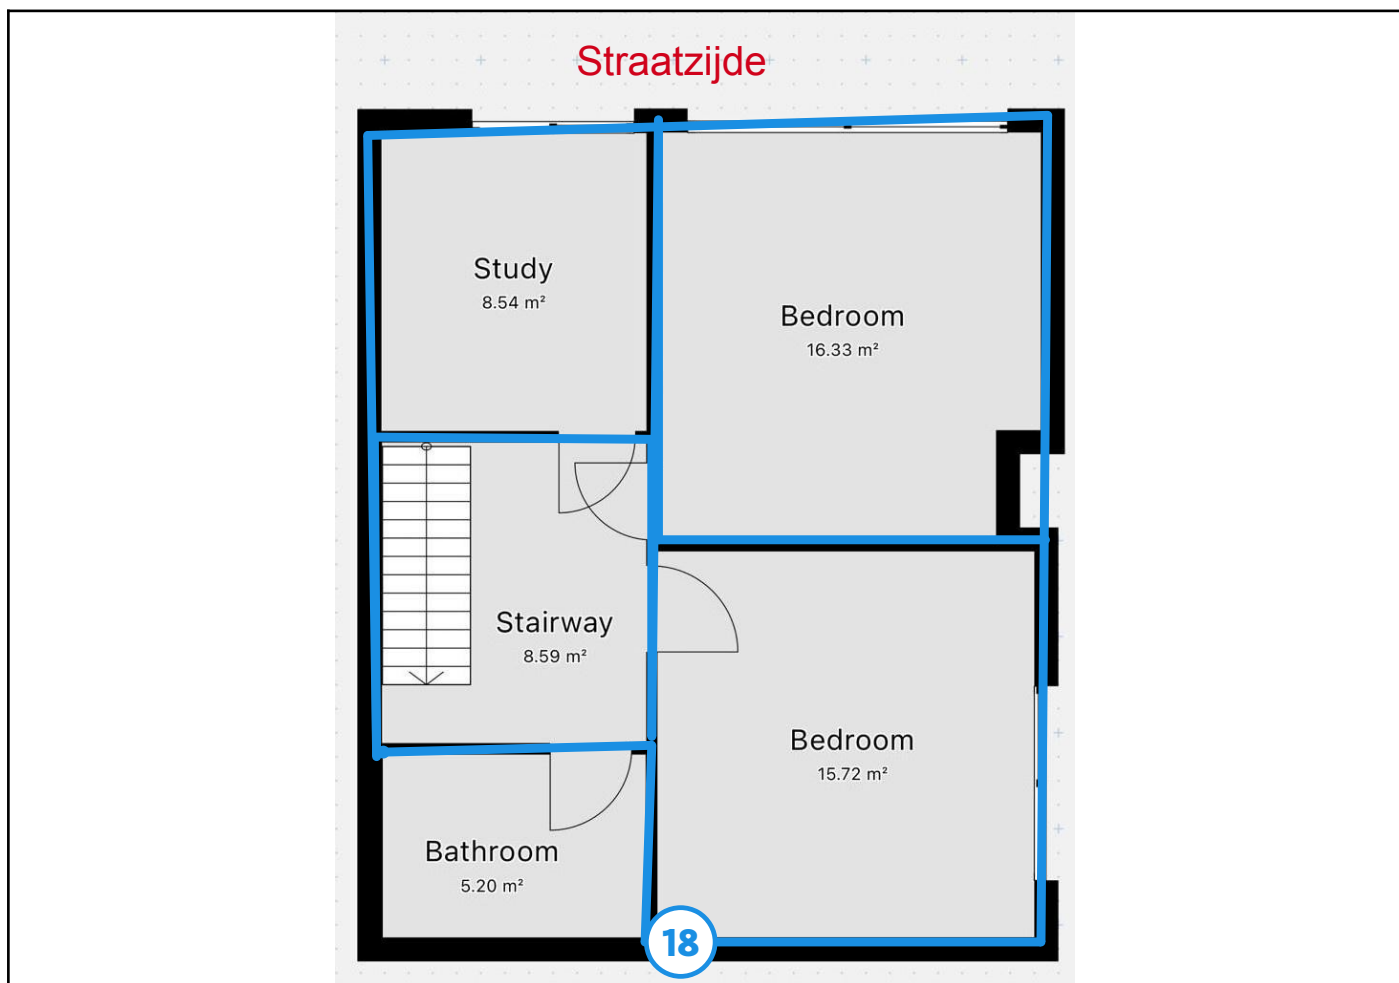 Straatzijde
Study
8.54 m²
Bedroom
16.33 m²
Stairway
8.59 m²
Bedroom
15.72 m²
Bathroom
5.20 m²
18